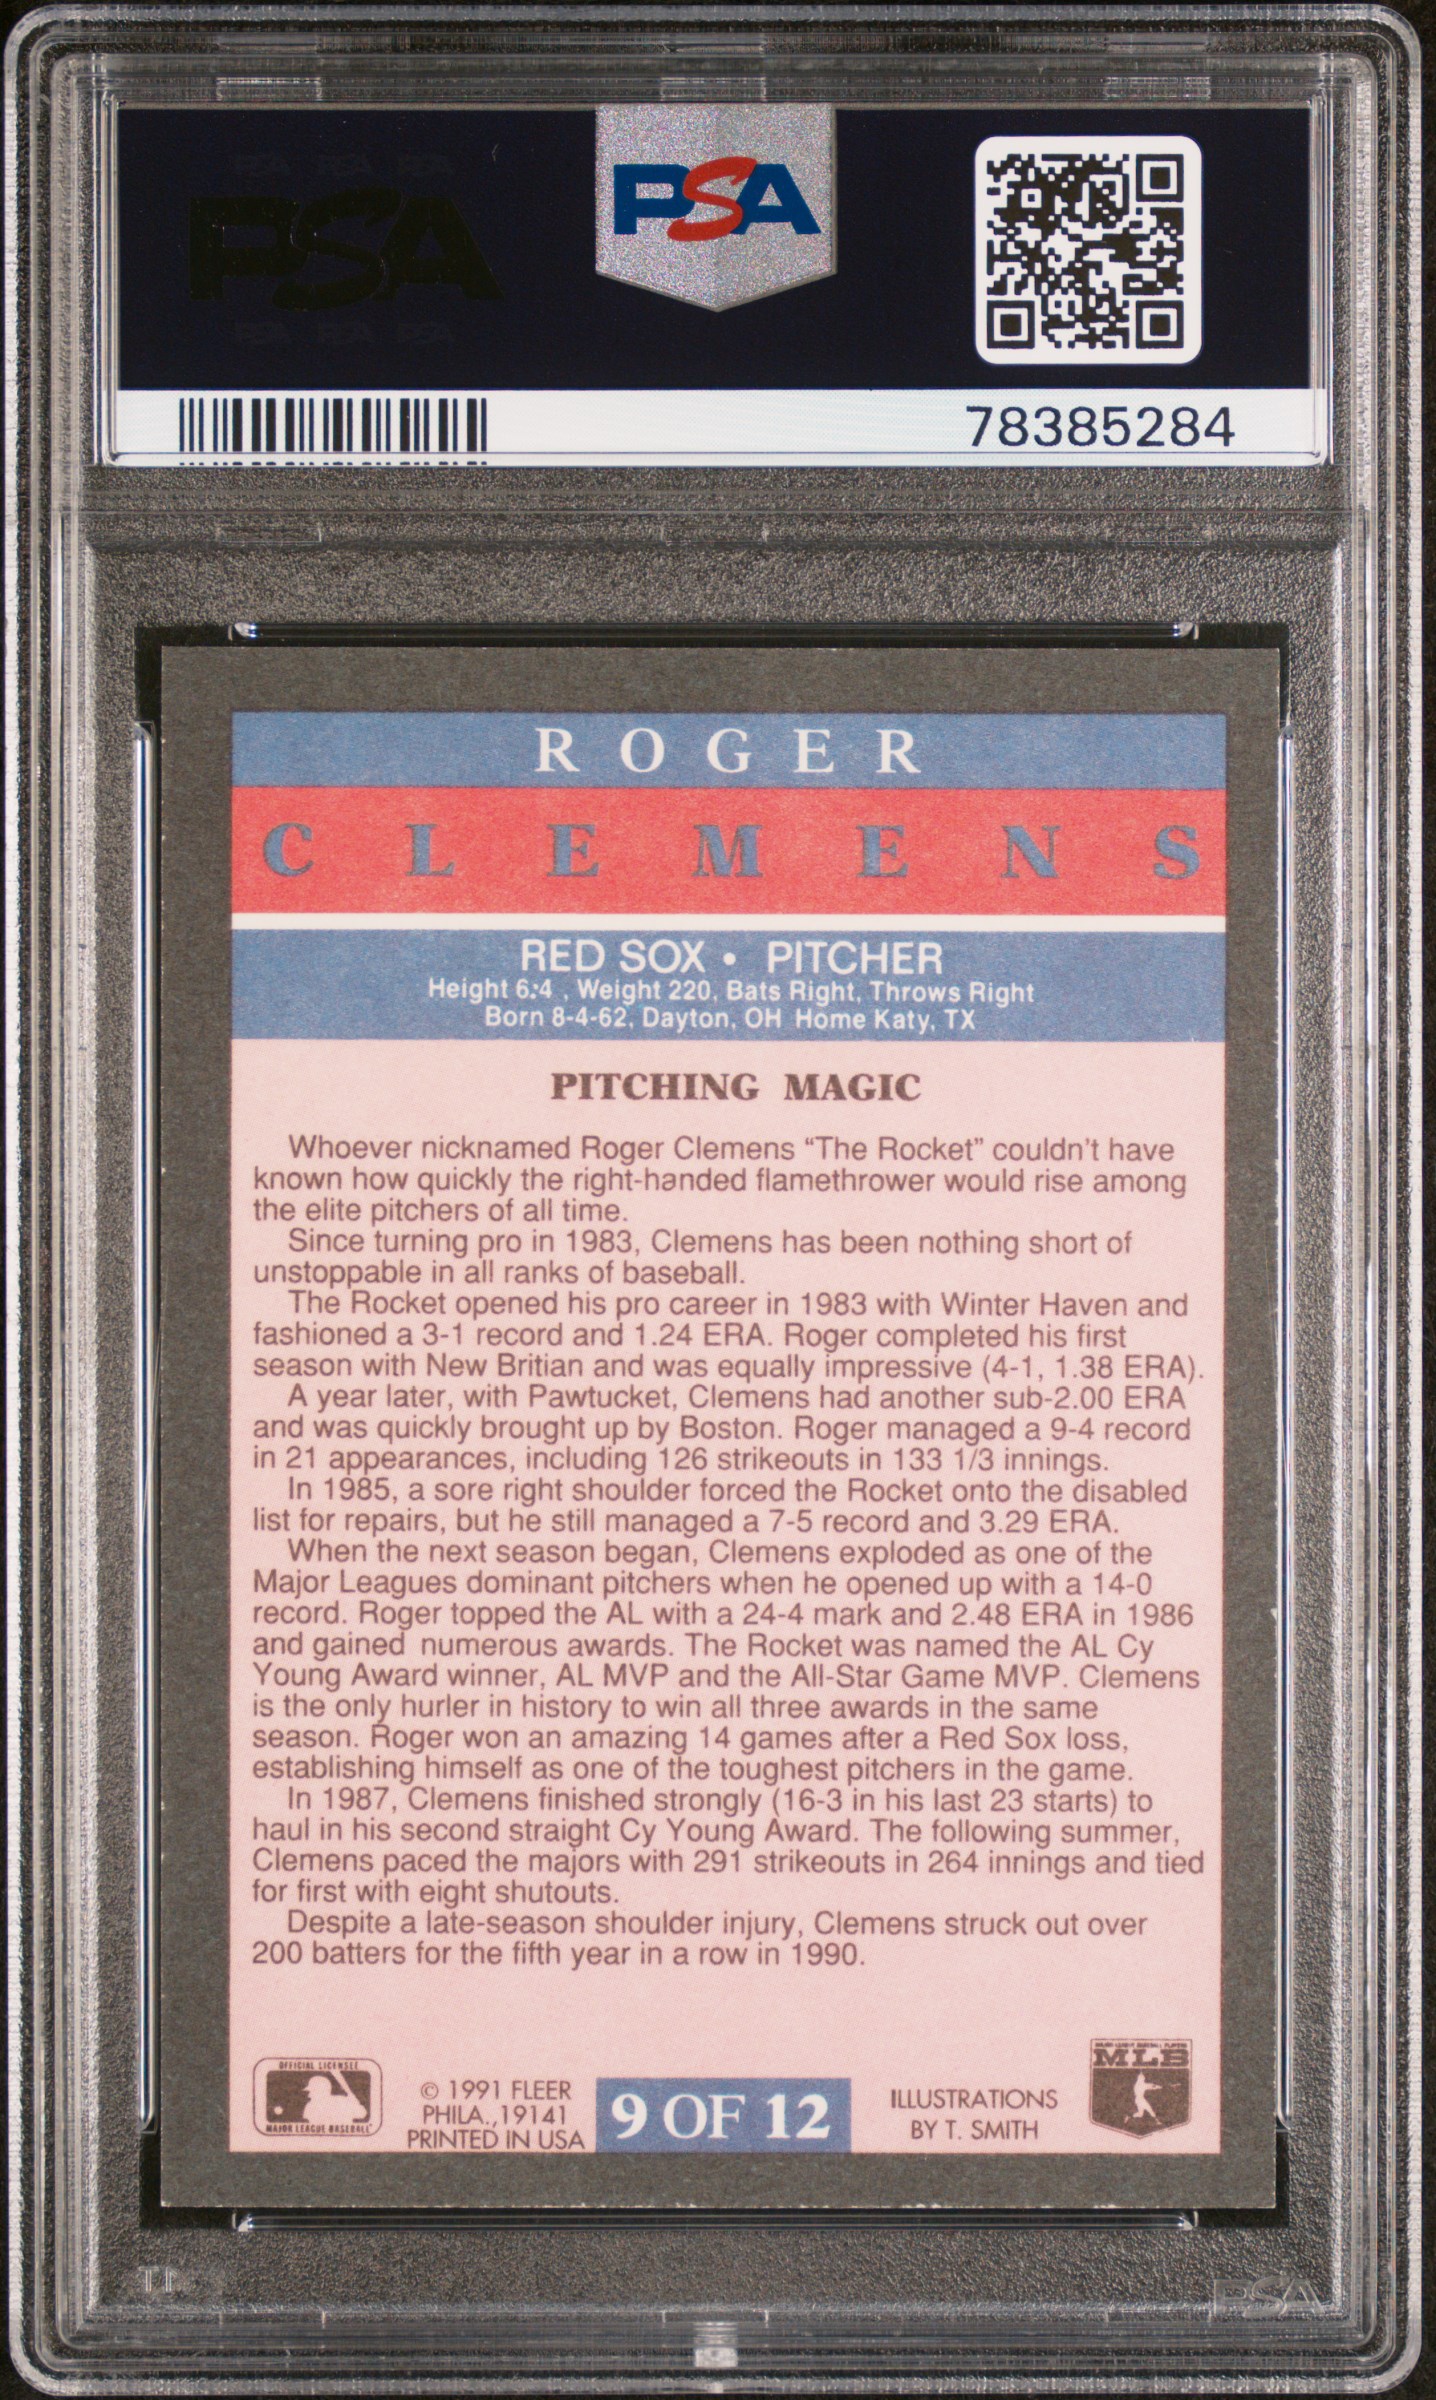 PSA
PSA
78385284
ROGER
CLEMENS
RED SOX • PITCHER
Height 6:4 , Weight 220, Bats Right, Throws Right
Born 8-4-62, Dayton, OH Home Katy, TX
PITCHING MAGIC
Whoever nicknamed Roger Clemens “The Rocket” couldn't have
known how quickly the right-handed flamethrower would rise among
the elite pitchers of all time.
Since turning pro in 1983, Clemens has been nothing short of
unstoppable in all ranks of baseball.
The Rocket opened his pro career in 1983 with Winter Haven and
fashioned a 3-1 record and 1.24 ERA. Roger completed his first
season with New Britian and was equally impressive (4-1, 1.38 ERA).
A year later, with Pawtucket, Clemens had another sub-2.00 ERA
and was quickly brought up by Boston. Roger managed a 9-4 record
in 21 appearances, including 126 strikeouts in 133 1/3 innings.
In 1985, a sore right shoulder forced the Rocket onto the disabled
list for repairs, but he still managed a 7-5 record and 3.29 ERA.
When the next season began, Clemens exploded as one of the
Major Leagues dominant pitchers when he opened up with a 14-0
record. Roger topped the AL with a 24-4 mark and 2.48 ERA in 1986
and gained numerous awards. The Rocket was named the AL Cy
Young Award winner, AL MVP and the All-Star Game MVP. Clemens
is the only hurler in history to win all three awards in the same
season. Roger won an amazing 14 games after a Red Sox loss,
establishing himself as one of the toughest pitchers in the game.
In 1987, Clemens finished strongly (16-3 in his last 23 starts) to
haul in his second straight Cy Young Award. The following summer,
Clemens paced the majors with 291 strikeouts in 264 innings and tied
for first with eight shutouts.
Despite a late-season shoulder injury, Clemens struck out over
200 batters for the fifth year in a row in 1990.
OFFICIAL LICENSEE
MAJOR LEAGUE BASEBALL
© 1991 FLEER
PHILA., 19141
PRINTED IN USA
9 OF 12
ILLUSTRATIONS
BY T. SMITH
MAJOR LEAGUE BASEBALL PLAYERS
MLB
PSA